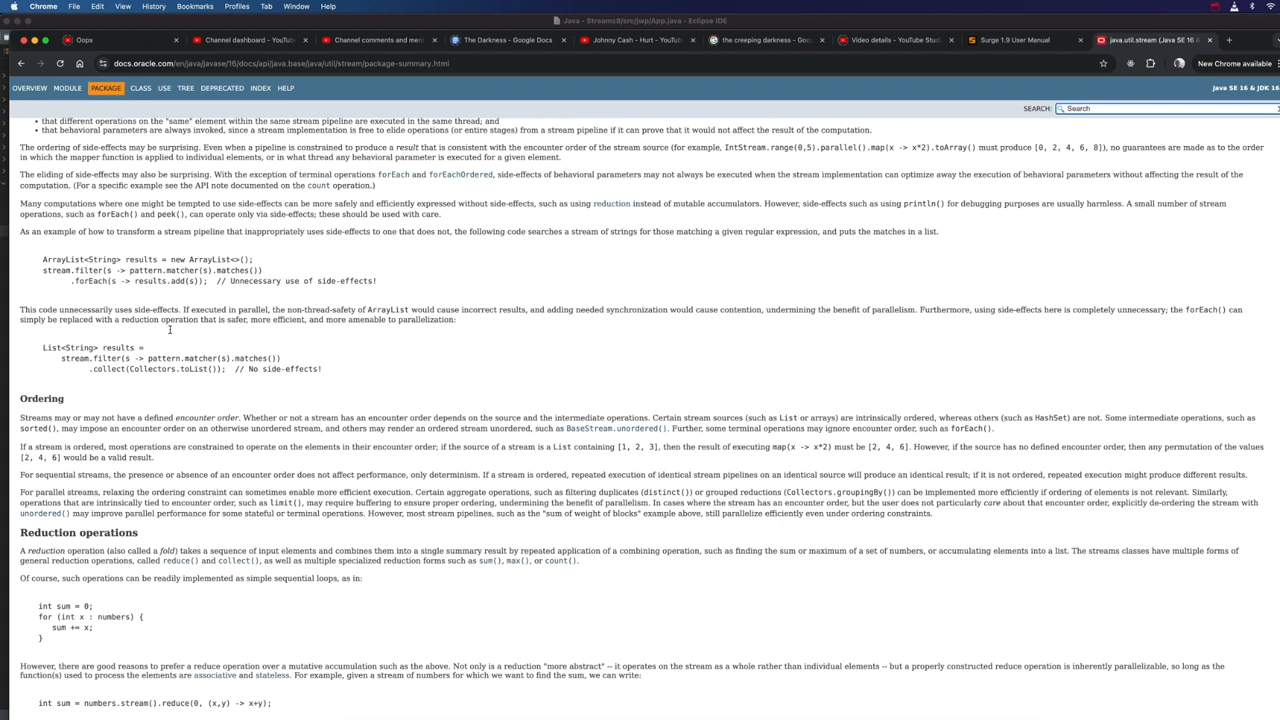 Chrome File Edit View History Bookmarks Profiles Tab Window Help
Java - Streams8/src/jwp/App.java - Eclipse IDE
Oops
Channel dashboard - YouTu
Channel comments and men
The Darkness - Google Docs
Johnny Cash - Hurt - YouTu
the creeping darkness - Goo
Video details - YouTube Stud
Surge 1.9 User Manual
java.util.stream (Java SE 16 &
docs.oracle.com/en/java/javase/16/docs/api/java.base/java/util/stream/package-summary.html
New Chrome available
OVERVIEW MODULE PACKAGE CLASS USE TREE DEPRECATED INDEX HELP
Java SE 16 & JDK 16
SEARCH: Search
• that different operations on the "same" element within the same stream pipeline are executed in the same thread; and
• that behavioral parameters are always invoked, since a stream implementation is free to elide operations (or entire stages) from a stream pipeline if it can prove that it would not affect the result of the computation.
The ordering of side-effects may be surprising. Even when a pipeline is constrained to produce a result that is consistent with the encounter order of the stream source (for example, IntStream.range(0,5).parallel().map(x -> x*2).toArray() must produce [0, 2, 4, 6, 8]), no guarantees are made as to the order
in which the mapper function is applied to individual elements, or in what thread any behavioral parameter is executed for a given element.
The eliding of side-effects may also be surprising. With the exception of terminal operations forEach and forEachOrdered, side-effects of behavioral parameters may not always be executed when the stream implementation can optimize away the execution of behavioral parameters without affecting the result of the
computation. (For a specific example see the API note documented on the count operation.)
Many computations where one might be tempted to use side-effects can be more safely and efficiently expressed without side-effects, such as using reduction instead of mutable accumulators. However, side-effects such as using println() for debugging purposes are usually harmless. A small number of stream
operations, such as forEach() and peek(), can operate only via side-effects; these should be used with care.
As an example of how to transform a stream pipeline that inappropriately uses side-effects to one that does not, the following code searches a stream of strings for those matching a given regular expression, and puts the matches in a list.
ArrayList<String> results = new ArrayList<>();
stream.filter(s -> pattern.matcher(s).matches())
.forEach(s -> results.add(s)); // Unnecessary use of side-effects!
This code unnecessarily uses side-effects. If executed in parallel, the non-thread-safety of ArrayList would cause incorrect results, and adding needed synchronization would cause contention, undermining the benefit of parallelism. Furthermore, using side-effects here is completely unnecessary; the forEach() can
simply be replaced with a reduction operation that is safer, more efficient, and more amenable to parallelization:
List<String> results =
stream.filter(s -> pattern.matcher(s).matches())
.collect(Collectors.toList()); // No side-effects!
Ordering
Streams may or may not have a defined encounter order. Whether or not a stream has an encounter order depends on the source and the intermediate operations. Certain stream sources (such as List or arrays) are intrinsically ordered, whereas others (such as HashSet) are not. Some intermediate operations, such as
sorted(), may impose an encounter order on an otherwise unordered stream, and others may render an ordered stream unordered, such as BaseStream.unordered(). Further, some terminal operations may ignore encounter order, such as forEach().
If a stream is ordered, most operations are constrained to operate on the elements in their encounter order; if the source of a stream is a List containing [1, 2, 3], then the result of executing map(x -> x*2) must be [2, 4, 6]. However, if the source has no defined encounter order, then any permutation of the values
[2, 4, 6] would be a valid result.
For sequential streams, the presence or absence of an encounter order does not affect performance, only determinism. If a stream is ordered, repeated execution of identical stream pipelines on an identical source will produce an identical result; if it is not ordered, repeated execution might produce different results.
For parallel streams, relaxing the ordering constraint can sometimes enable more efficient execution. Certain aggregate operations, such as filtering duplicates (distinct()) or grouped reductions (Collectors.groupingBy()) can be implemented more efficiently if ordering of elements is not relevant. Similarly,
operations that are intrinsically tied to encounter order, such as limit(), may require buffering to ensure proper ordering, undermining the benefit of parallelism. In cases where the stream has an encounter order, but the user does not particularly care about that encounter order, explicitly de-ordering the stream with
unordered() may improve parallel performance for some stateful or terminal operations. However, most stream pipelines, such as the "sum of weight of blocks" example above, still parallelize efficiently even under ordering constraints.
Reduction operations
A reduction operation (also called a fold) takes a sequence of input elements and combines them into a single summary result by repeated application of a combining operation, such as finding the sum or maximum of a set of numbers, or accumulating elements into a list. The streams classes have multiple forms of
general reduction operations, called reduce() and collect(), as well as multiple specialized reduction forms such as sum(), max(), or count().
Of course, such operations can be readily implemented as simple sequential loops, as in:
int sum = 0;
for (int x : numbers) {
sum += x;
}
However, there are good reasons to prefer a reduce operation over a mutative accumulation such as the above. Not only is a reduction "more abstract" -- it operates on the stream as a whole rather than individual elements -- but a properly constructed reduce operation is inherently parallelizable, so long as the
function(s) used to process the elements are associative and stateless. For example, given a stream of numbers for which we want to find the sum, we can write:
int sum = numbers.stream().reduce(0, (x,y) -> x+y);